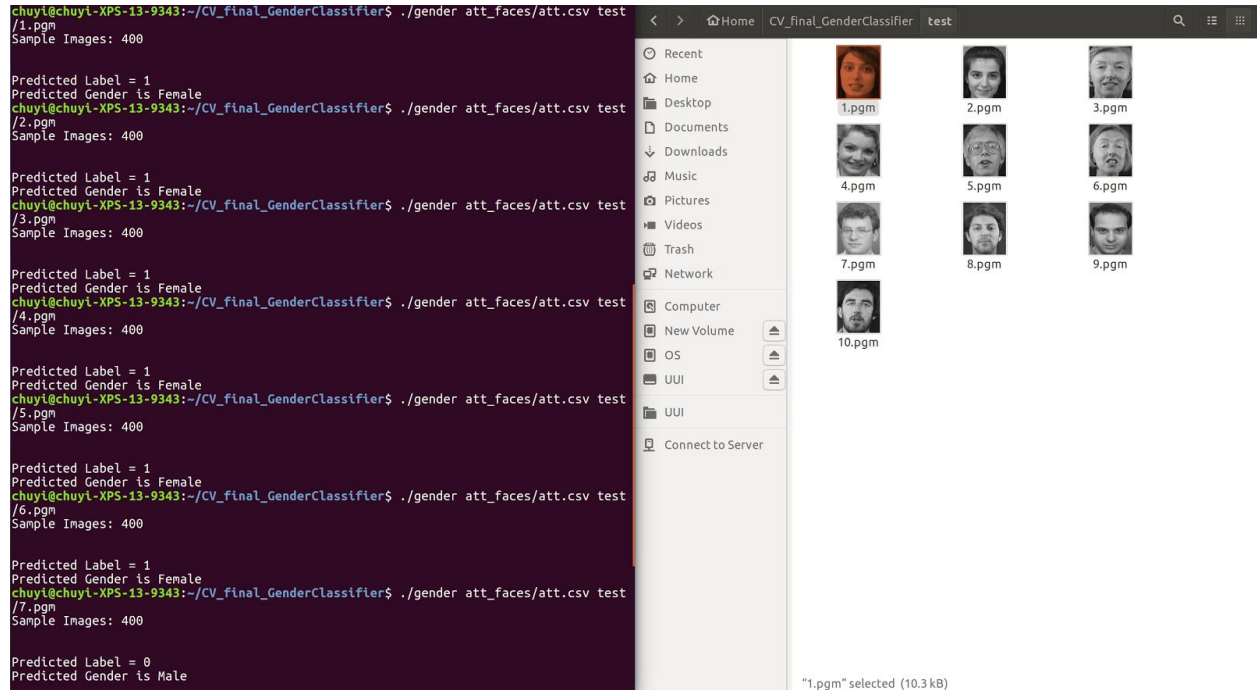 chuyi@chuyi-XPS-13-9343:~/CV_final_GenderClassifier$ ./gender att_faces/att.csv test
/1.pgm
Sample Images: 400
Predicted Label = 1
Predicted Gender is Female
chuyi@chuyi-XPS-13-9343:~/CV_final_GenderClassifier$ ./gender att_faces/att.csv test
/2.pgm
Sample Images: 400
Predicted Label = 1
Predicted Gender is Female
chuyi@chuyi-XPS-13-9343:~/CV_final_GenderClassifier$ ./gender att_faces/att.csv test
/3.pgm
Sample Images: 400
Predicted Label = 1
Predicted Gender is Female
chuyi@chuyi-XPS-13-9343:~/CV_final_GenderClassifier$ ./gender att_faces/att.csv test
/4.pgm
Sample Images: 400
Predicted Label = 1
Predicted Gender is Female
chuyi@chuyi-XPS-13-9343:~/CV_final_GenderClassifier$ ./gender att_faces/att.csv test
/5.pgm
Sample Images: 400
Predicted Label = 1
Predicted Gender is Female
chuyi@chuyi-XPS-13-9343:~/CV_final_GenderClassifier$ ./gender att_faces/att.csv test
/6.pgm
Sample Images: 400
Predicted Label = 1
Predicted Gender is Female
chuyi@chuyi-XPS-13-9343:~/CV_final_GenderClassifier$ ./gender att_faces/att.csv test
/7.pgm
Sample Images: 400
Predicted Label = 0
Predicted Gender is Male
Home CV_final_GenderClassifier test
Recent
Home
Desktop
Documents
Downloads
Music
Pictures
Videos
Trash
Network
Computer
New Volume
OS
UUI
UUI
Connect to Server
1.pgm 2.pgm 3.pgm
4.pgm 5.pgm 6.pgm
7.pgm 8.pgm 9.pgm
10.pgm
"1.pgm" selected (10.3 kB)